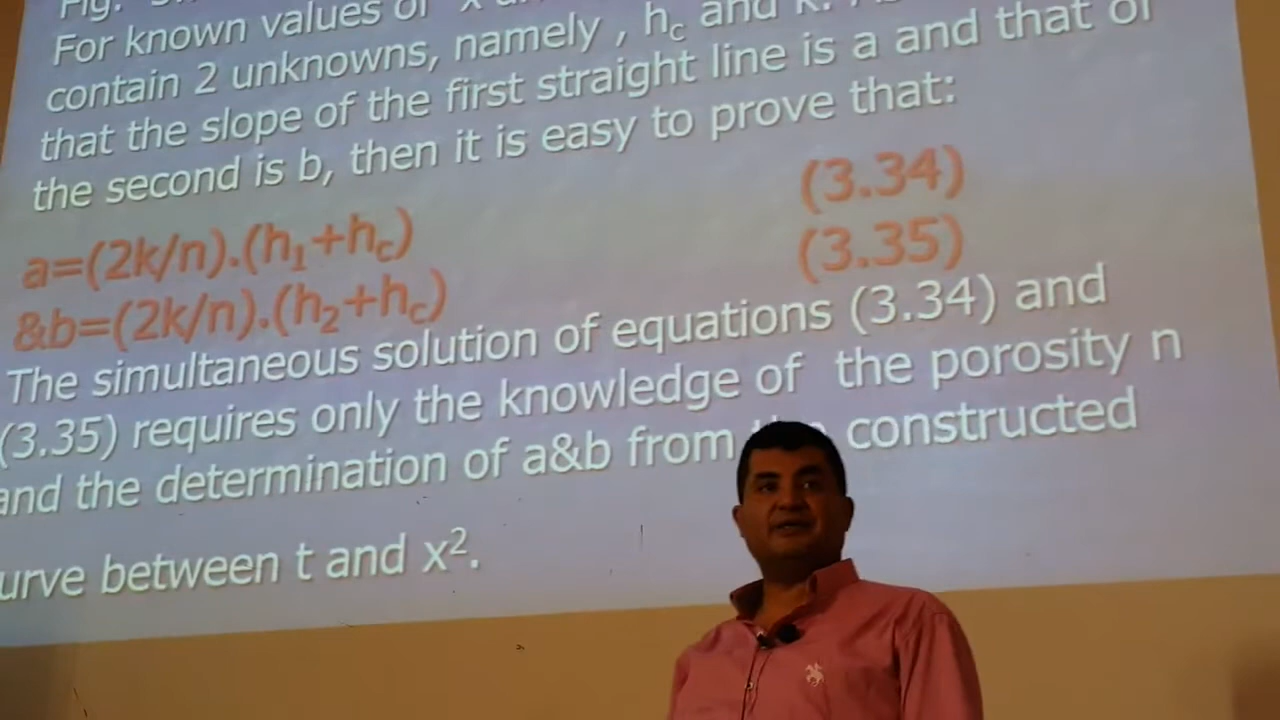 Fig.
For known values of x
contain 2 unknowns, namely , hc and k.
that the slope of the first straight line is a and that of
the second is b, then it is easy to prove that:
a=(2k/n).(h₁+hc) (3.34)
&b=(2k/n).(h₂+hc) (3.35)
The simultaneous solution of equations (3.34) and
(3.35) requires only the knowledge of the porosity n
and the determination of a&b from constructed
urve between t and x².